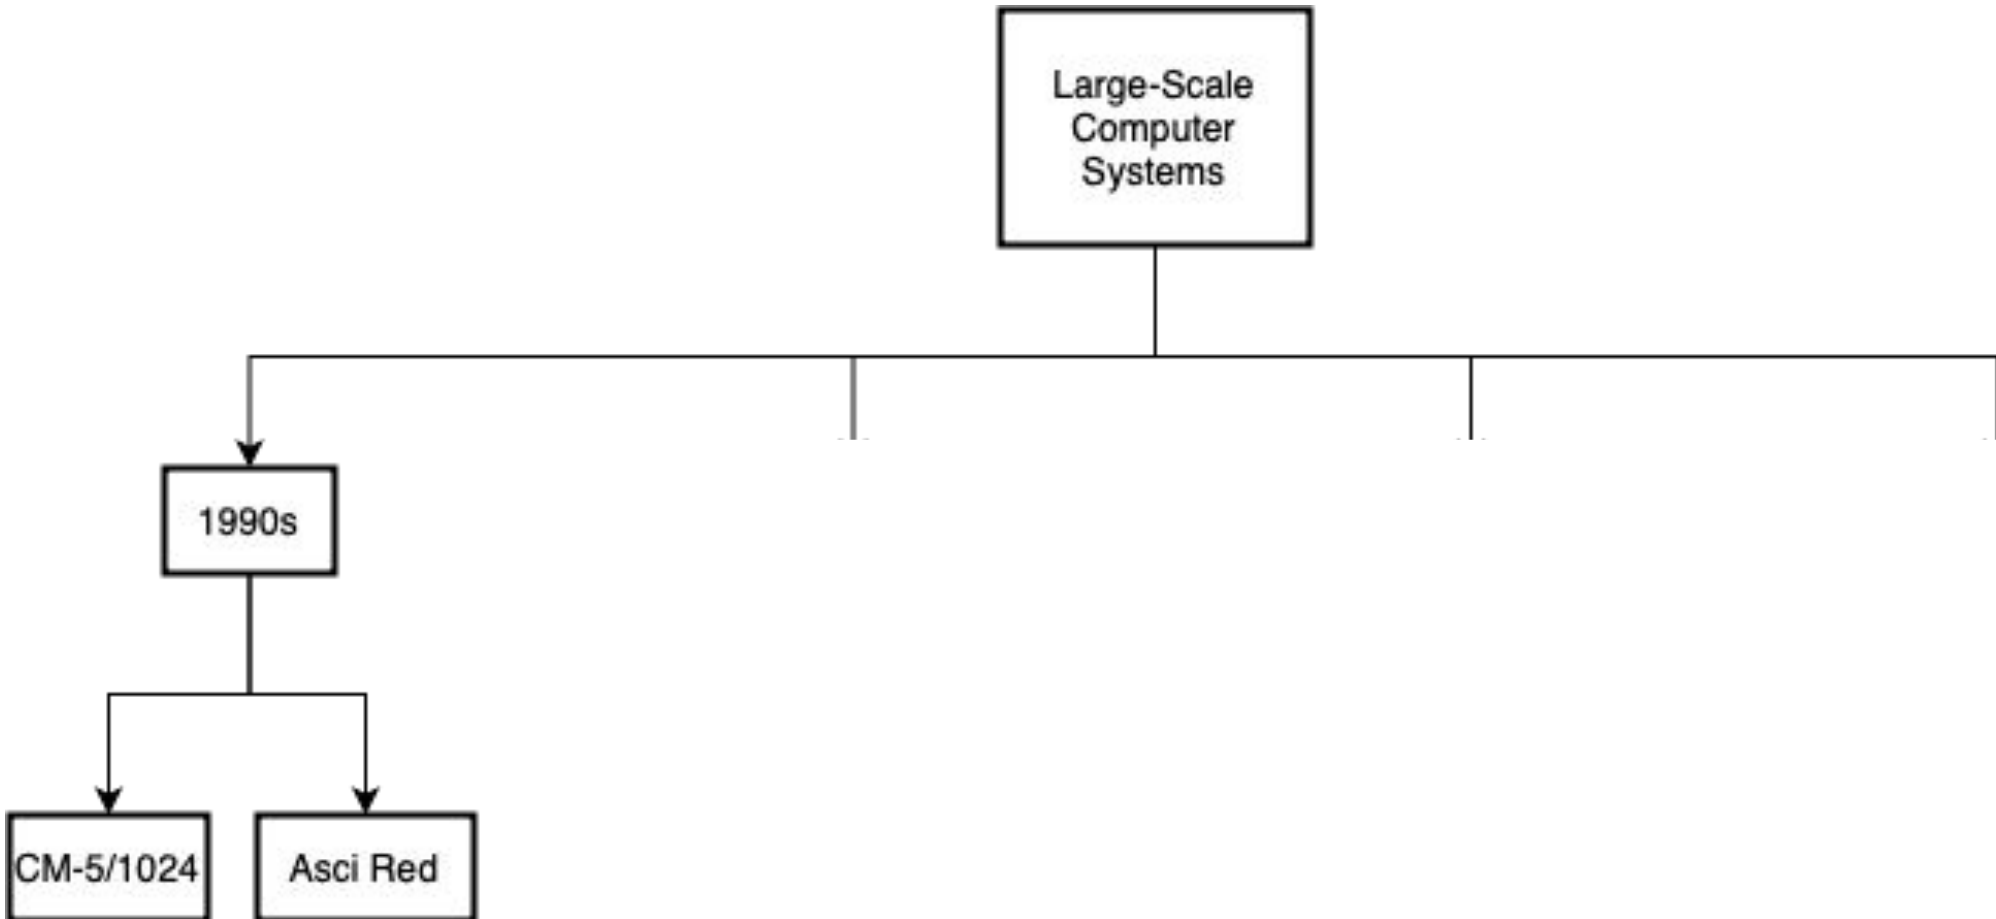 Large-Scale
Computer
Systems
1990s
CM-5/1024
Asci Red